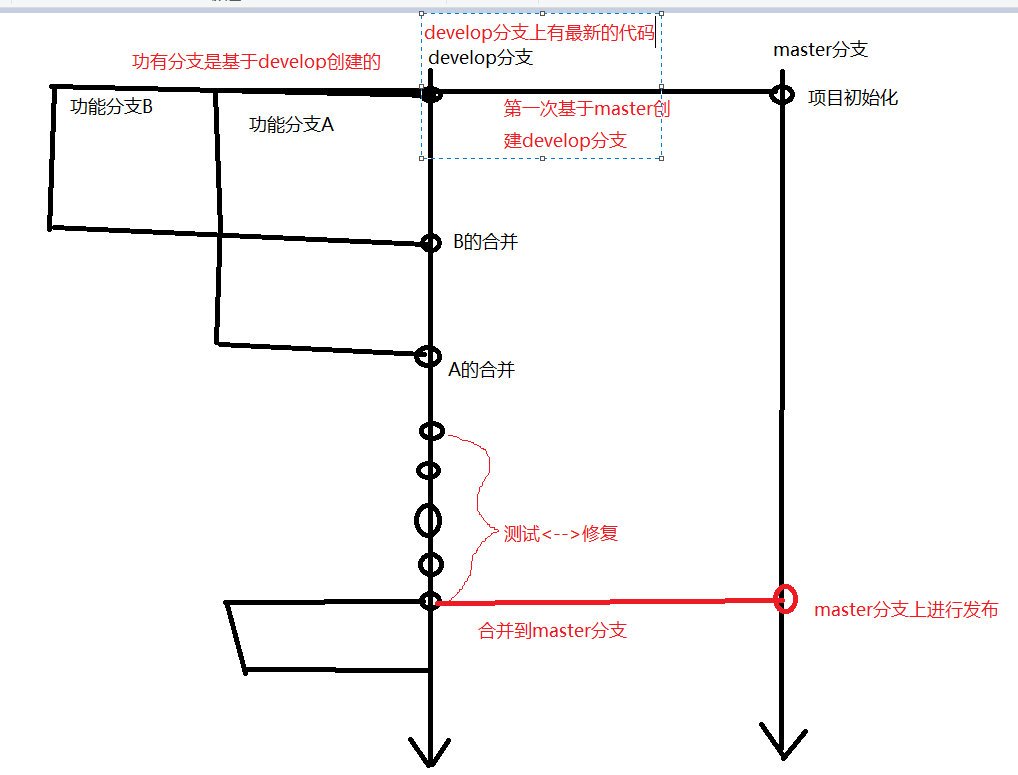 develop分支上有最新的代码
develop分支
master分支
功有分支是基于develop创建的
功能分支B
功能分支A
第一次基于master创
建develop分支
项目初始化
B的合并
A的合并
测试<-->修复
合并到master分支
master分支上进行发布